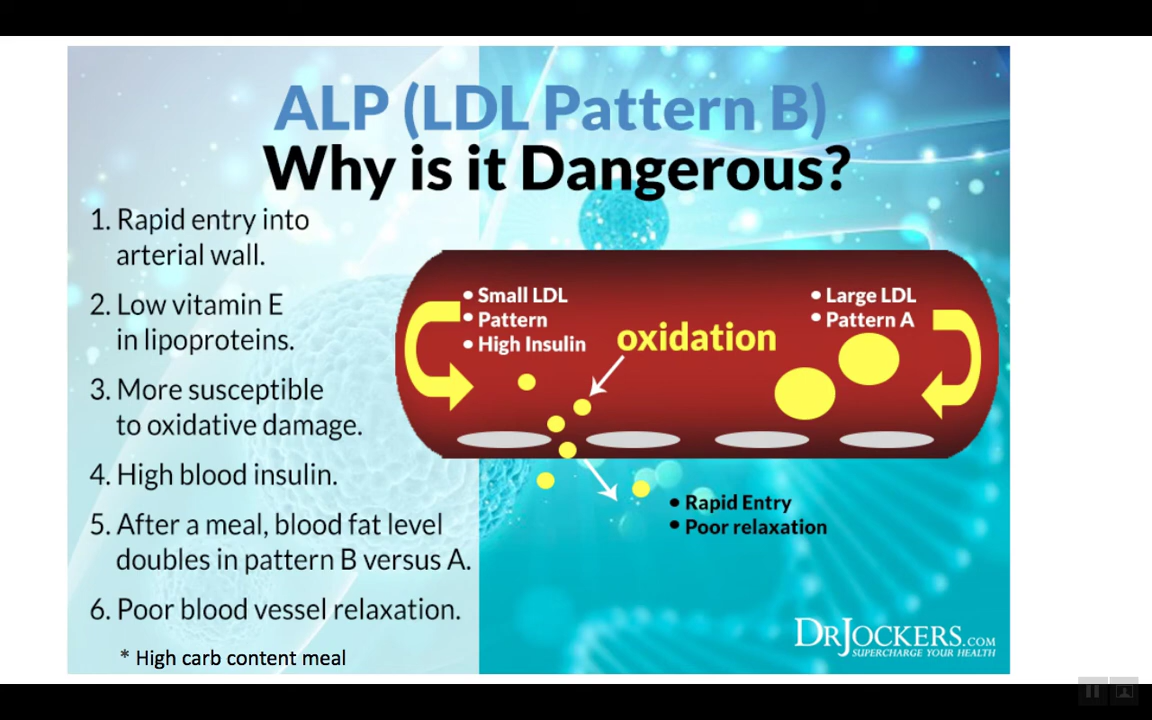 ALP (LDL Pattern B)
Why is it Dangerous?
1. Rapid entry into
arterial wall.
2. Low vitamin E
in lipoproteins.
3. More susceptible
to oxidative damage.
4. High blood insulin.
5. After a meal, blood fat level
doubles in pattern B versus A.
6. Poor blood vessel relaxation.
* High carb content meal
• Small LDL
• Pattern
• High Insulin
oxidation
• Large LDL
• Pattern A
• Rapid Entry
• Poor relaxation
DRJOCKERS.COM
SUPERCHARGE YOUR HEALTH